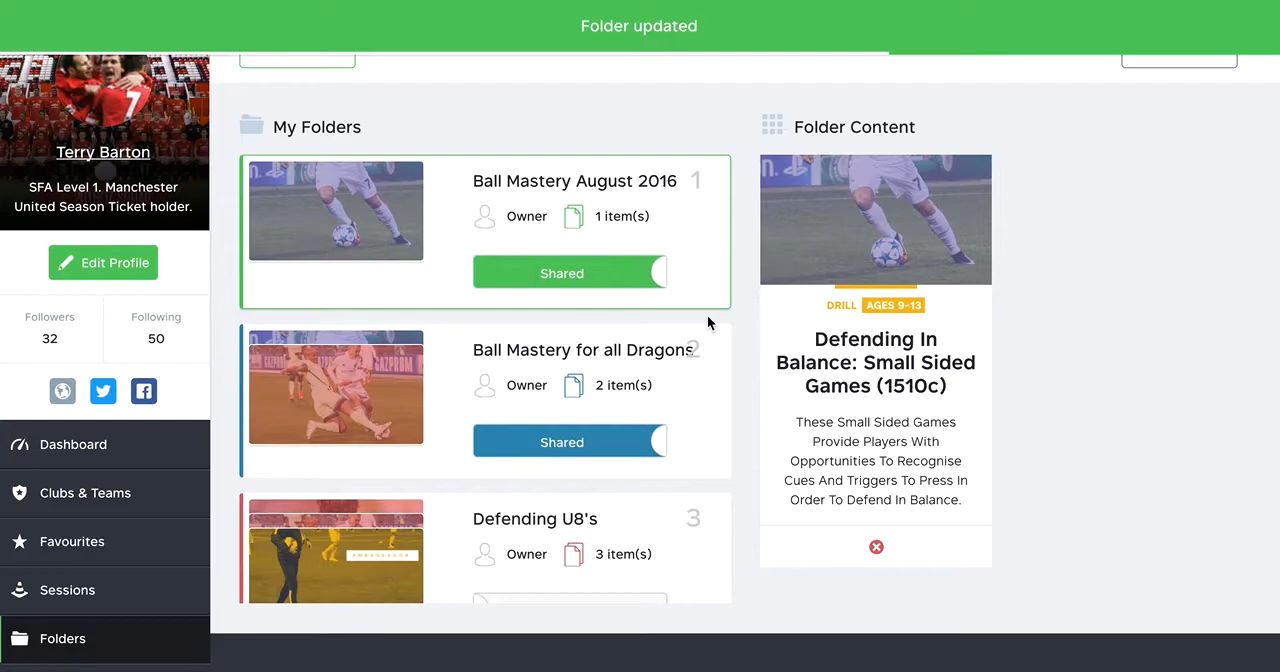 Folder updated
7
Terry Barton
SFA Level 1. Manchester
United Season Ticket holder.
Edit Profile
Followers
Following
32
50
Dashboard
Clubs & Teams
Favourites
Sessions
Folders
My Folders
Ball Mastery August 2016
1
Owner
1 item(s)
Shared
Ball Mastery for all Dragons
2
GAZPROM
Owner
2 item(s)
Shared
Defending U8's
3
AMBASSADOR
Owner
3 item(s)
Folder Content
7
DRILL AGES 9-13
Defending In
Balance: Small Sided
Games (1510c)
These Small Sided Games
Provide Players With
Opportunities To Recognise
Cues And Triggers To Press In
Order To Defend In Balance.